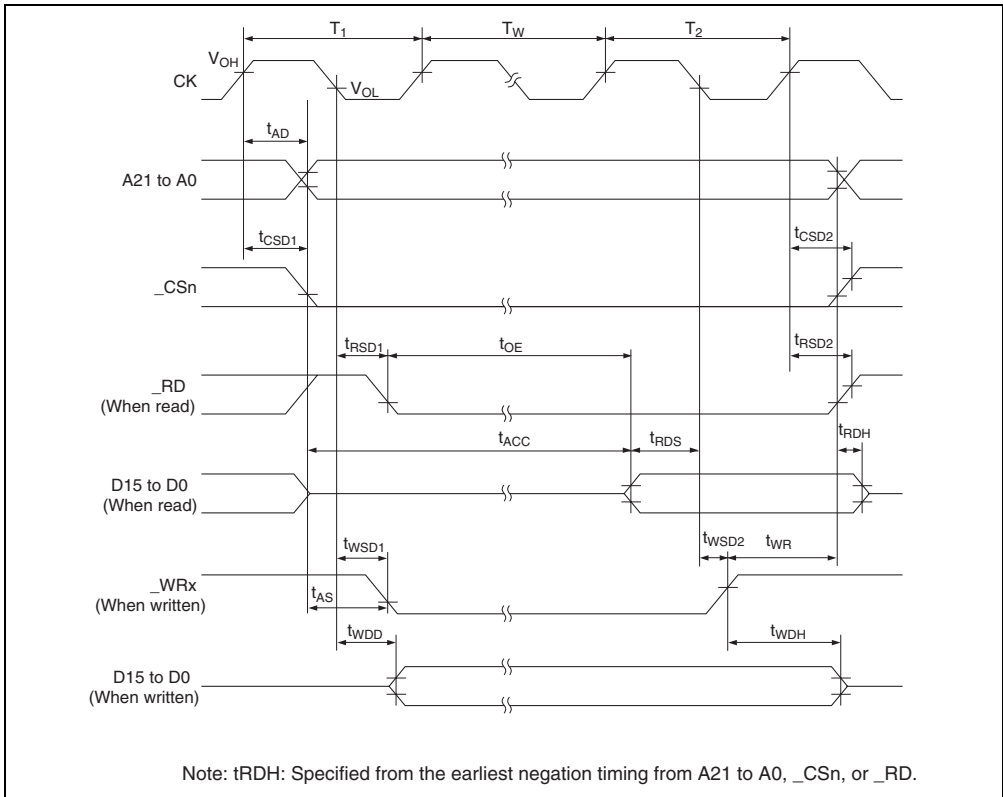 T1 TW T2
VOH
CK
VOL
tAD
A21 to A0
tCSD1 tCSD2
_CSn
tRSD1 tOE tRSD2
_RD
(When read)
tACC tRDS tRDH
D15 to D0
(When read)
tWSD1 tWSD2 tWR
_WRx
(When written)
tAS
tWDD tWDH
D15 to D0
(When written)
Note: tRDH: Specified from the earliest negation timing from A21 to A0, _CSn, or _RD.